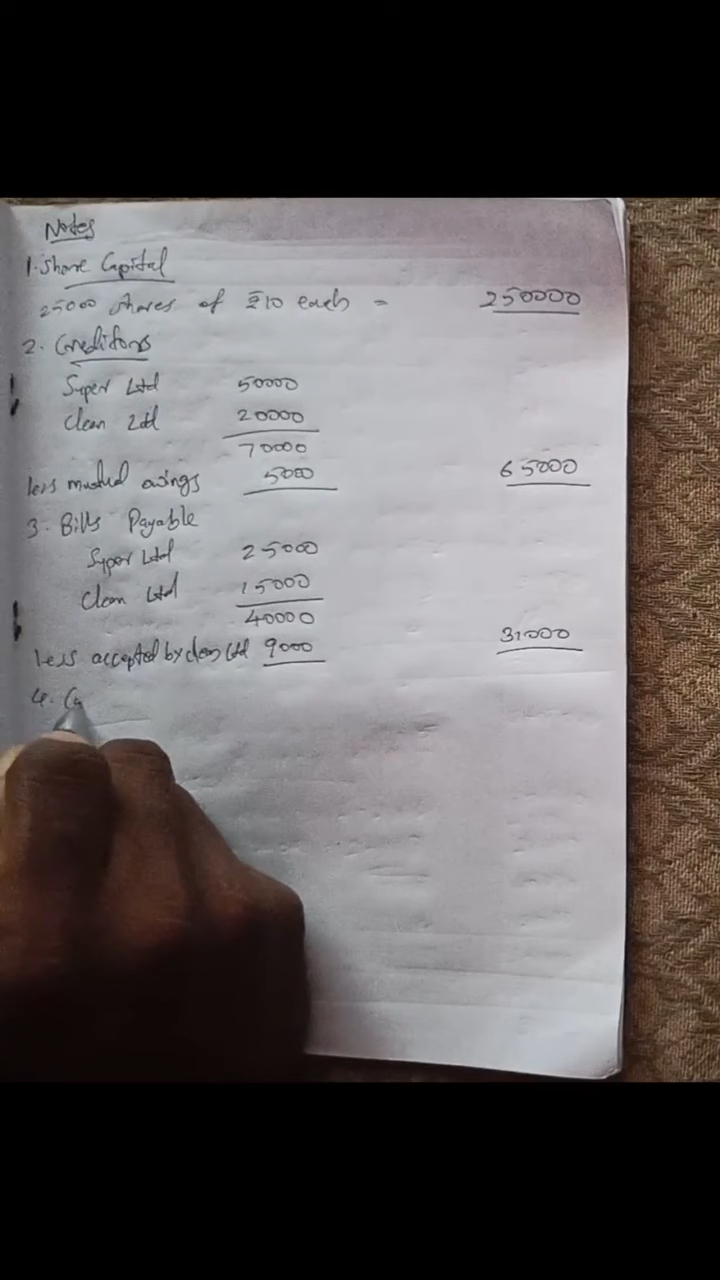 Notes
1. Share Capital
25000 shares of ₹10 each = 250000
2. Creditors
Super Ltd 50000
Clean Ltd 20000
70000
less mutual owings 5000 65000
3. Bills Payable
Super Ltd 25000
Clean Ltd 15000
40000
less accepted by clean Ltd 9000 31000
4.